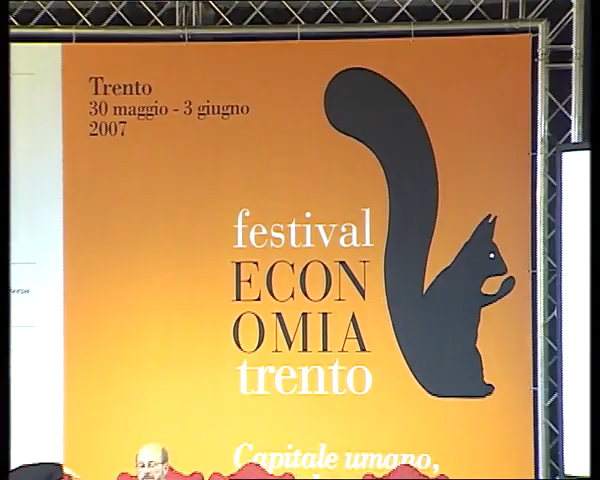 Trento
30 maggio - 3 giugno
2007
festival
ECON
OMIA
trento
Capitale umano,